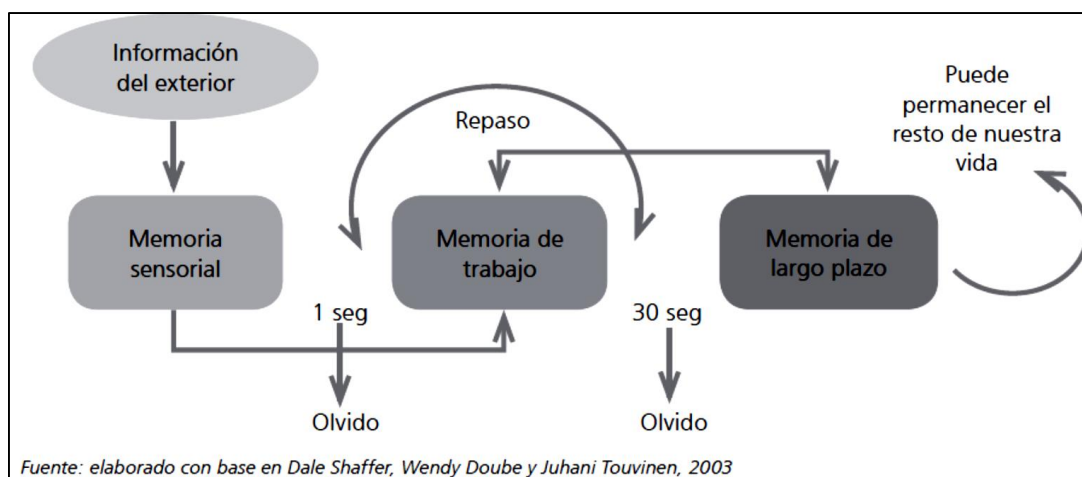 Información
del exterior
Repaso
Puede
permanecer el
resto de nuestra
vida
Memoria
sensorial
Memoria de
trabajo
Memoria de
largo plazo
1 seg
30 seg
Olvido
Olvido
Fuente: elaborado con base en Dale Shaffer, Wendy Doube y Juhani Touvinen, 2003